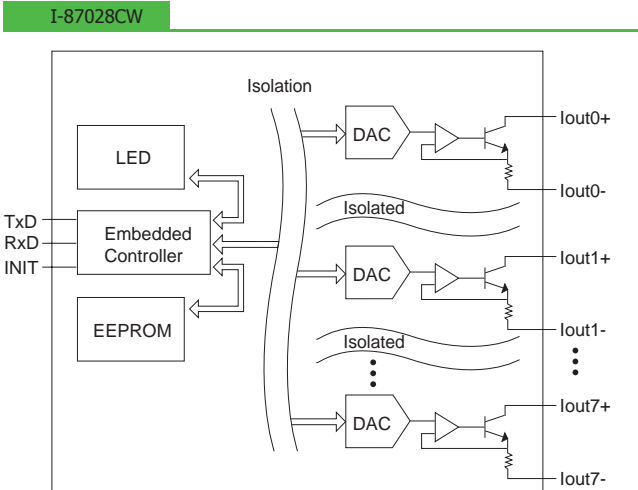 I-87028CW
Isolation
LED
TxD
RxD
INIT
Embedded
Controller
EEPROM
DAC
Iout0+
Iout0-
Isolated
DAC
Iout1+
Iout1-
Isolated
DAC
Iout7+
Iout7-